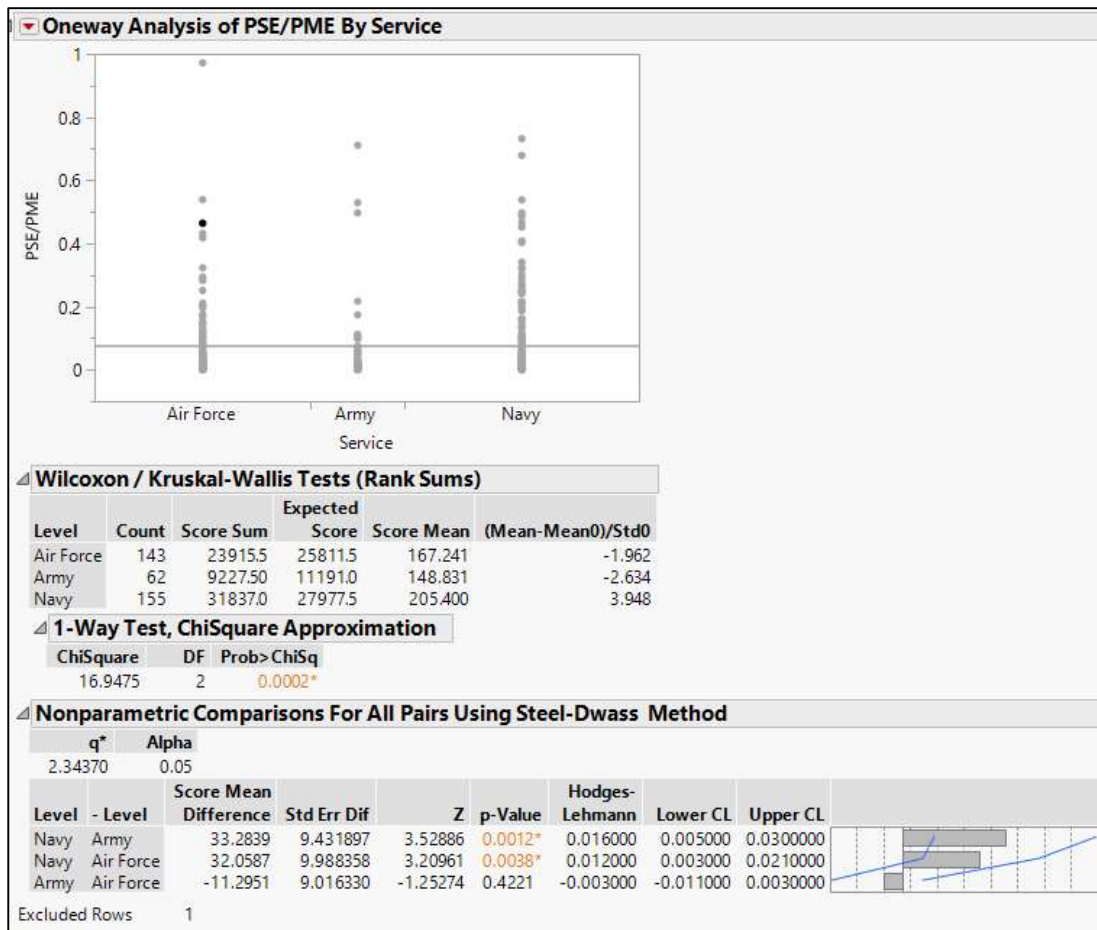 Oneway Analysis of PSE/PME By Service
1
0.8
0.6
0.4
0.2
0
PSE/PME
Air Force Army Navy
Service
Wilcoxon / Kruskal-Wallis Tests (Rank Sums)
Expected
Level Count Score Sum Score Score Mean (Mean-Mean0)/Std0
Air Force 143 23915.5 25811.5 167.241 -1.962
Army 62 9227.50 11191.0 148.831 -2.634
Navy 155 31837.0 27977.5 205.400 3.948
1-Way Test, ChiSquare Approximation
ChiSquare DF Prob>ChiSq
16.9475 2 0.0002*
Nonparametric Comparisons For All Pairs Using Steel-Dwass Method
q* Alpha
2.34370 0.05
Score Mean Hodges-
Level - Level Difference Std Err Dif Z p-Value Lehmann Lower CL Upper CL
Navy Army 33.2839 9.431897 3.52886 0.0012* 0.016000 0.005000 0.0300000
Navy Air Force 32.0587 9.988358 3.20961 0.0038* 0.012000 0.003000 0.0210000
Army Air Force -11.2951 9.016330 -1.25274 0.4221 -0.003000 -0.011000 0.0030000
Excluded Rows 1